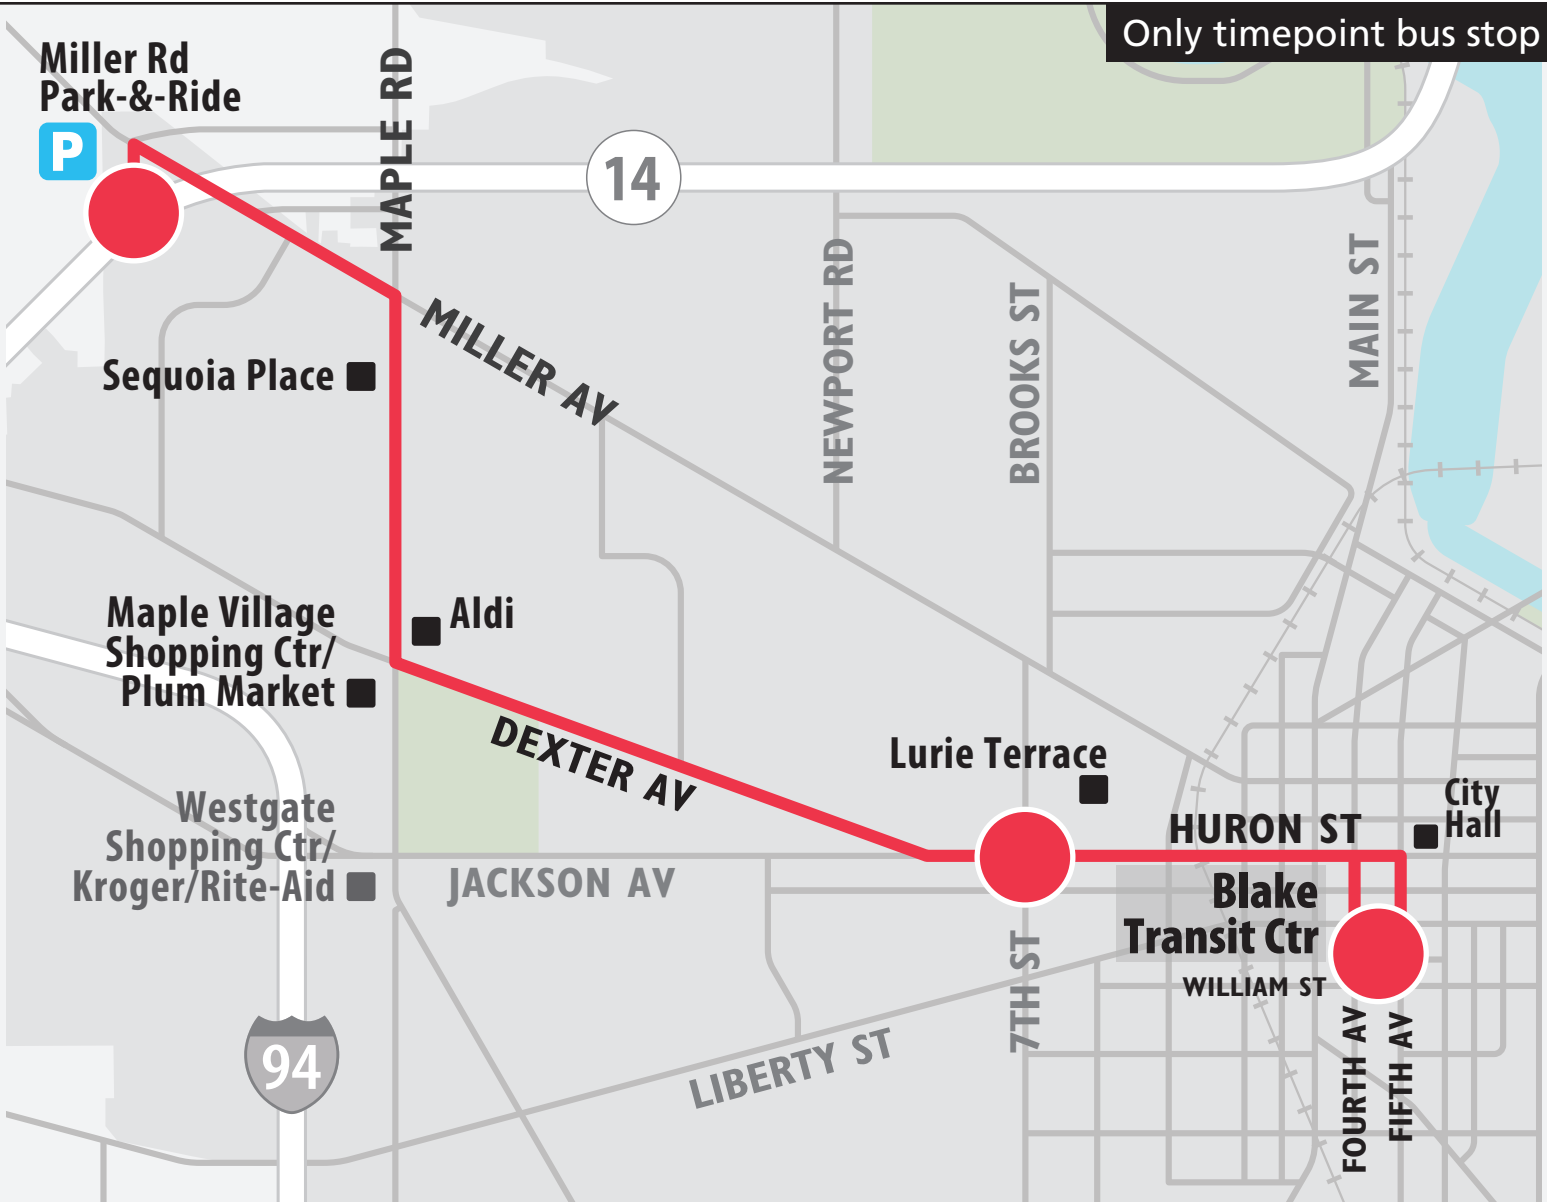 Only timepoint bus stop
Miller Rd
Park-&-Ride
P
MAPLE RD
14
NEWPORT RD
BROOKS ST
MAIN ST
MILLER AV
Sequoia Place
Maple Village
Shopping Ctr/
Plum Market
Aldi
DEXTER AV
Lurie Terrace
City
Hall
HURON ST
Westgate
Shopping Ctr/
Kroger/Rite-Aid
JACKSON AV
Blake
Transit Ctr
WILLIAM ST
7TH ST
LIBERTY ST
94
FOURTH AV
FIFTH AV